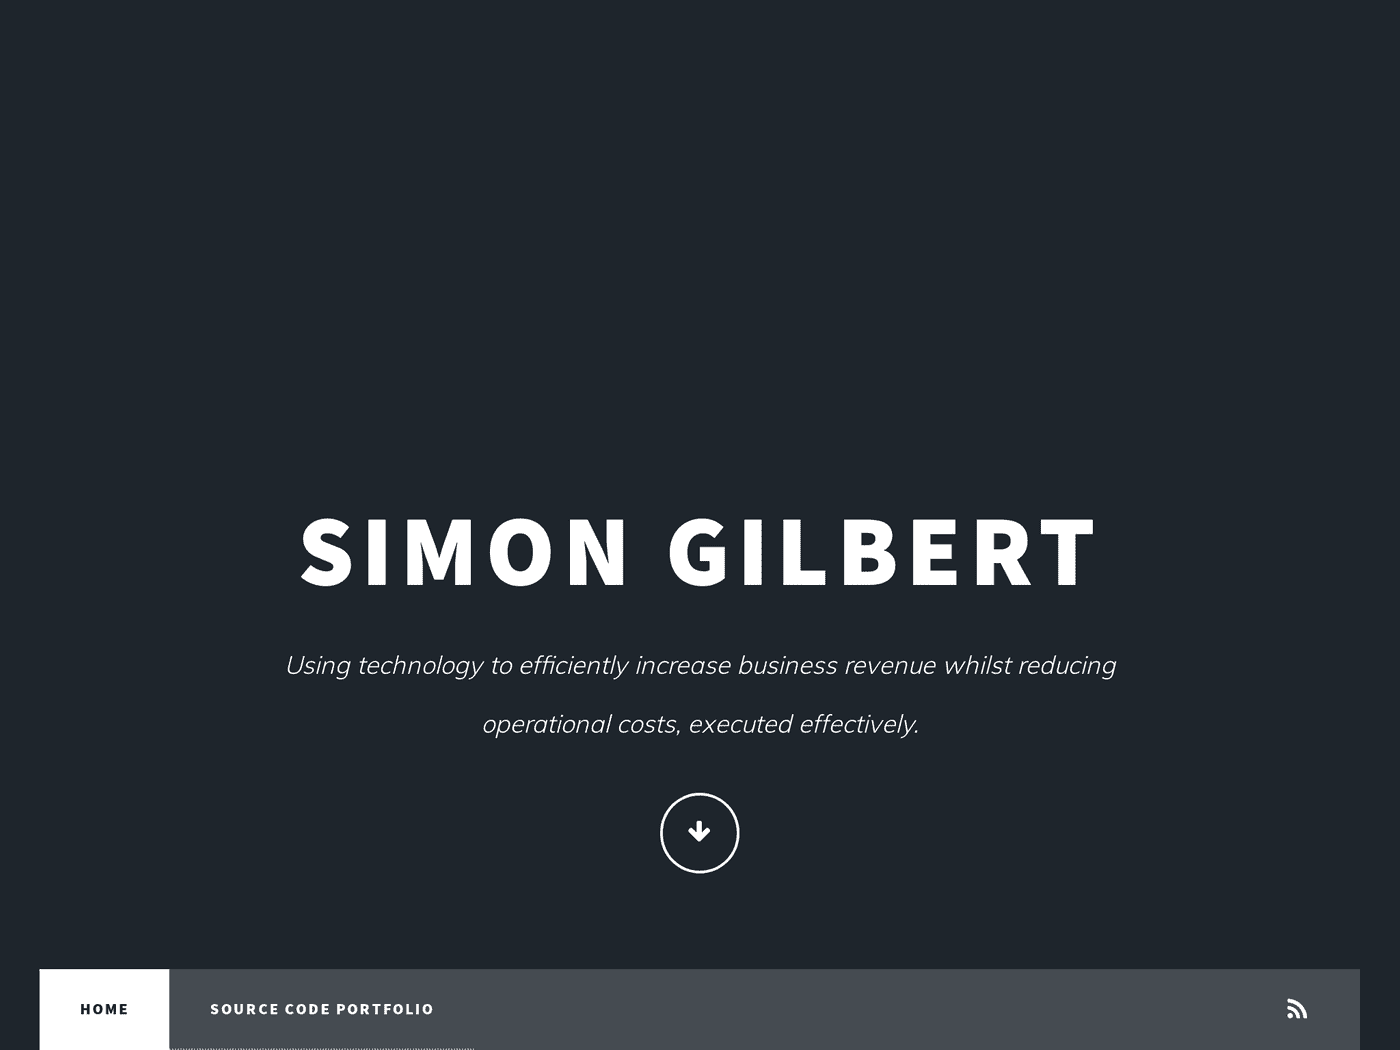 SIMON GILBERT
Using technology to efficiently increase business revenue whilst reducing
operational costs, executed effectively.
HOME
SOURCE CODE PORTFOLIO